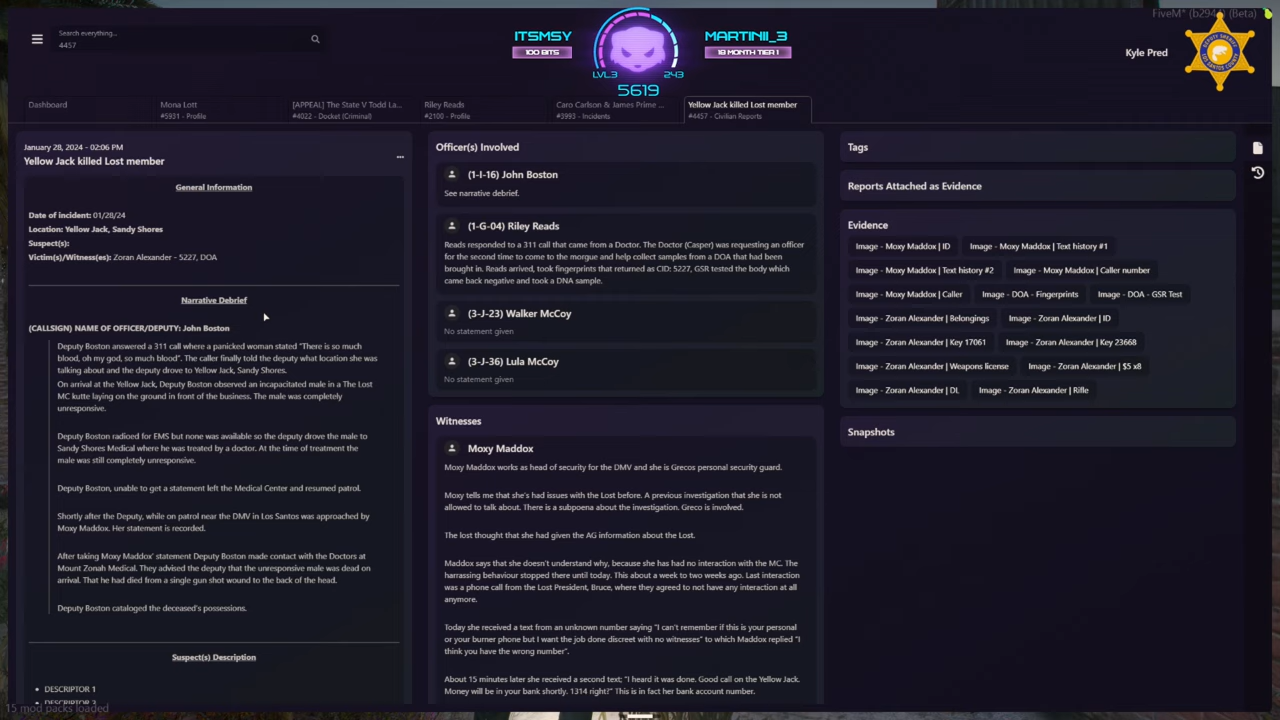 FiveM* (b294 (Beta)
Search everything...
4457
ITSMSY
100 BITS
LVL3
243
5619
MARTINII_3
18 MONTH TIER 1
Kyle Pred
Dashboard
Mona Lott
#5931 - Profile
[APPEAL] The State V Todd La...
#4022 - Docket (Criminal)
Riley Reads
#2100 - Profile
Caro Carlson & James Prime ...
#3993 - Incidents
Yellow Jack killed Lost member
#4457 - Civilian Reports
January 28, 2024 - 02:06 PM
Yellow Jack killed Lost member
General Information
Date of incident: 01/28/24
Location: Yellow Jack, Sandy Shores
Suspect(s):
Victim(s)/Witness(es): Zoran Alexander - 5227, DOA
Narrative Debrief
(CALLSIGN) NAME OF OFFICER/DEPUTY: John Boston
Deputy Boston answered a 311 call where a panicked woman stated "There is so much
blood, oh my god, so much blood". The caller finally told the deputy what location she was
talking about and the deputy drove to Yellow Jack, Sandy Shores.
On arrival at the Yellow Jack, Deputy Boston observed an incapacitated male in a The Lost
MC kutte laying on the ground in front of the business. The male was completely
unresponsive.
Deputy Boston radioed for EMS but none was available so the deputy drove the male to
Sandy Shores Medical where he was treated by a doctor. At the time of treatment the
male was still completely unresponsive.
Deputy Boston, unable to get a statement left the Medical Center and resumed patrol.
Shortly after the Deputy, while on patrol near the DMV in Los Santos was approached by
Moxy Maddox. Her statement is recorded.
After taking Moxy Maddox' statement Deputy Boston made contact with the Doctors at
Mount Zonah Medical. They advised the deputy that the unresponsive male was dead on
arrival. That he had died from a single gun shot wound to the back of the head.
Deputy Boston cataloged the deceased's possessions.
Suspect(s) Description
DESCRIPTOR 1
15 mod packs loaded
Officer(s) Involved
(1-I-16) John Boston
See narrative debrief.
(1-G-04) Riley Reads
Reads responded to a 311 call that came from a Doctor. The Doctor (Casper) was requesting an officer
for the second time to come to the morgue and help collect samples from a DOA that had been
brought in. Reads arrived, took fingerprints that returned as CID: 5227, GSR tested the body which
came back negative and took a DNA sample.
(3-J-23) Walker McCoy
No statement given
(3-J-36) Lula McCoy
No statement given
Witnesses
Moxy Maddox
Moxy Maddox works as head of security for the DMV and she is Grecos personal security guard.
Moxy tells me that she's had issues with the Lost before. A previous investigation that she is not
allowed to talk about. There is a subpoena about the investigation. Greco is involved.
The lost thought that she had given the AG information about the Lost.
Maddox says that she doesn't understand why, because she has had no interaction with the MC. The
harrassing behaviour stopped there until today. This about a week to two weeks ago. Last interaction
was a phone call from the Lost President, Bruce, where they agreed to not have any interaction at all
anymore.
Today she received a text from an unknown number saying "I can't remember if this is your personal
or your burner phone but I want the job done discreet with no witnesses" to which Maddox replied "I
think you have the wrong number".
About 15 minutes later she received a second text; "I heard it was done. Good call on the Yellow Jack.
Money will be in your bank shortly. 1314 right?" This is in fact her bank account number.
Tags
Reports Attached as Evidence
Evidence
Image - Moxy Maddox | ID
Image - Moxy Maddox | Text history #1
Image - Moxy Maddox | Text history #2
Image - Moxy Maddox | Caller number
Image - Moxy Maddox | Caller
Image - DOA - Fingerprints
Image - DOA - GSR Test
Image - Zoran Alexander | Belongings
Image - Zoran Alexander | ID
Image - Zoran Alexander | Key 17061
Image - Zoran Alexander | Key 23668
Image - Zoran Alexander | Weapons license
Image - Zoran Alexander | $5 x8
Image - Zoran Alexander | DL
Image - Zoran Alexander | Rifle
Snapshots